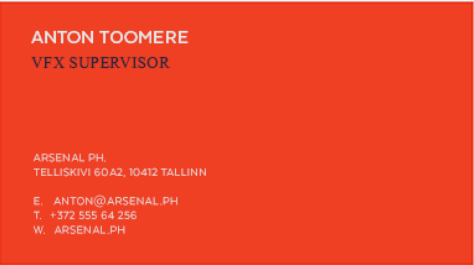 ANTON TOOMERE
VFX SUPERVISOR
ARSENAL PH.
TELLISKIVI 60A2, 10412 TALLINN
E. ANTON@ARSENAL.PH
T. +372 555 64 256
W. ARSENAL.PH